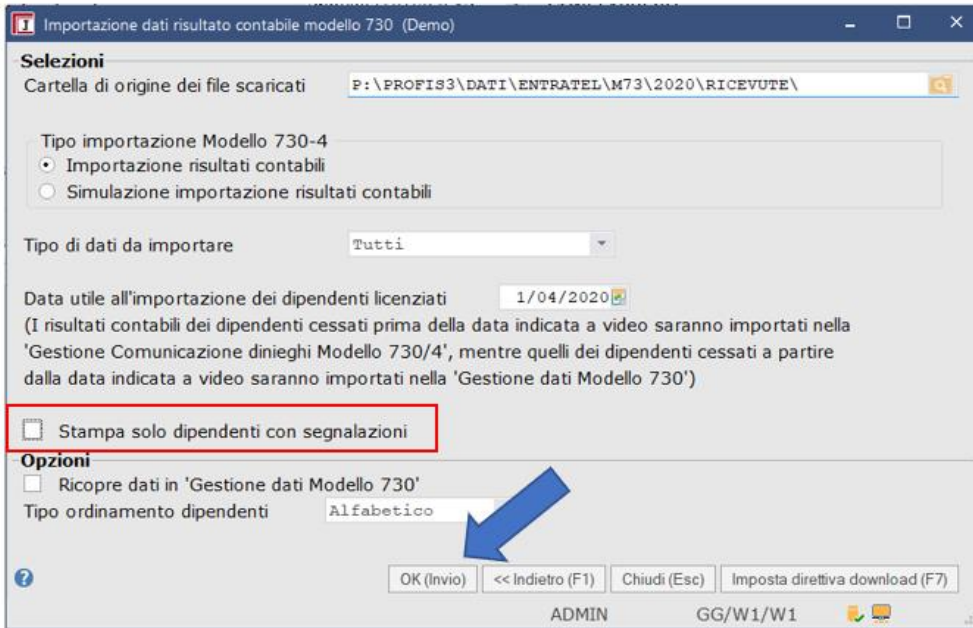 Importazione dati risultato contabile modello 730 (Demo)
Selezioni
Cartella di origine dei file scaricati P:\PROFIS3\DATI\ENTRATEL\M73\2020\RICEVUTE\
Tipo importazione Modello 730-4
Importazione risultati contabili
Simulazione importazione risultati contabili
Tipo di dati da importare Tutti
Data utile all'importazione dei dipendenti licenziati 1/04/2020
(I risultati contabili dei dipendenti cessati prima della data indicata a video saranno importati nella
'Gestione Comunicazione dinieghi Modello 730/4', mentre quelli dei dipendenti cessati a partire
dalla data indicata a video saranno importati nella 'Gestione dati Modello 730')
Stampa solo dipendenti con segnalazioni
Opzioni
Ricopre dati in 'Gestione dati Modello 730'
Tipo ordinamento dipendenti Alfabetico
OK (Invio) << Indietro (F1) Chiudi (Esc) Imposta direttiva download (F7)
ADMIN GG/W1/W1